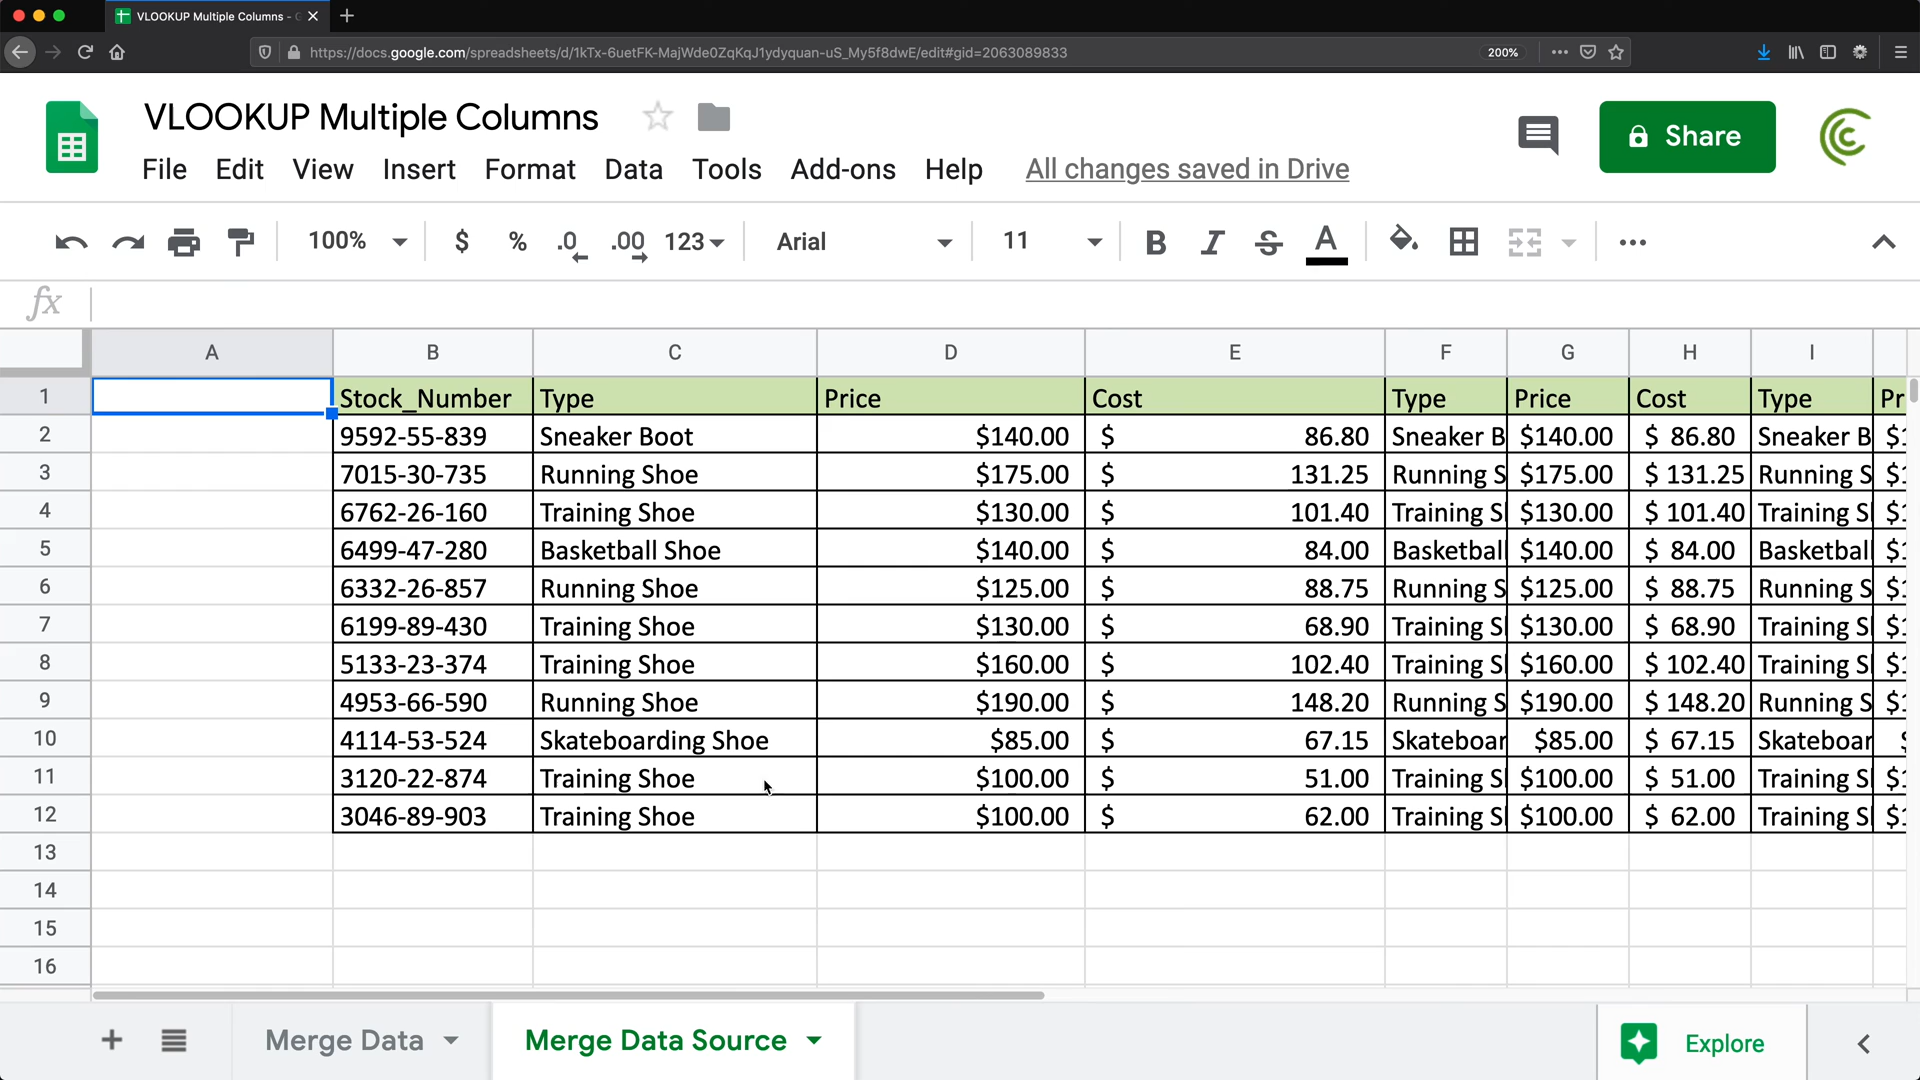 VLOOKUP Multiple Columns -
https://docs.google.com/spreadsheets/d/1kTx-6uetFK-MajWde0ZqKqJ1ydyquan-uS_My5f8dwE/edit#gid=2063089833 200%
VLOOKUP Multiple Columns
Share
File Edit View Insert Format Data Tools Add-ons Help All changes saved in Drive
100% $ % .0 .00 123 Arial 11 B I S A
fx
A B C D E F G H I
1 Stock_Number Type Price Cost Type Price Cost Type Pr
2 9592-55-839 Sneaker Boot $140.00 $ 86.80 Sneaker B $140.00 $ 86.80 Sneaker B
3 7015-30-735 Running Shoe $175.00 $ 131.25 Running S $175.00 $ 131.25 Running S
4 6762-26-160 Training Shoe $130.00 $ 101.40 Training S $130.00 $ 101.40 Training S
5 6499-47-280 Basketball Shoe $140.00 $ 84.00 Basketball $140.00 $ 84.00 Basketball
6 6332-26-857 Running Shoe $125.00 $ 88.75 Running S $125.00 $ 88.75 Running S
7 6199-89-430 Training Shoe $130.00 $ 68.90 Training S $130.00 $ 68.90 Training S
8 5133-23-374 Training Shoe $160.00 $ 102.40 Training S $160.00 $ 102.40 Training S
9 4953-66-590 Running Shoe $190.00 $ 148.20 Running S $190.00 $ 148.20 Running S
10 4114-53-524 Skateboarding Shoe $85.00 $ 67.15 Skateboar $85.00 $ 67.15 Skateboar
11 3120-22-874 Training Shoe $100.00 $ 51.00 Training S $100.00 $ 51.00 Training S
12 3046-89-903 Training Shoe $100.00 $ 62.00 Training S $100.00 $ 62.00 Training S
13
14
15
16
Merge Data Merge Data Source Explore